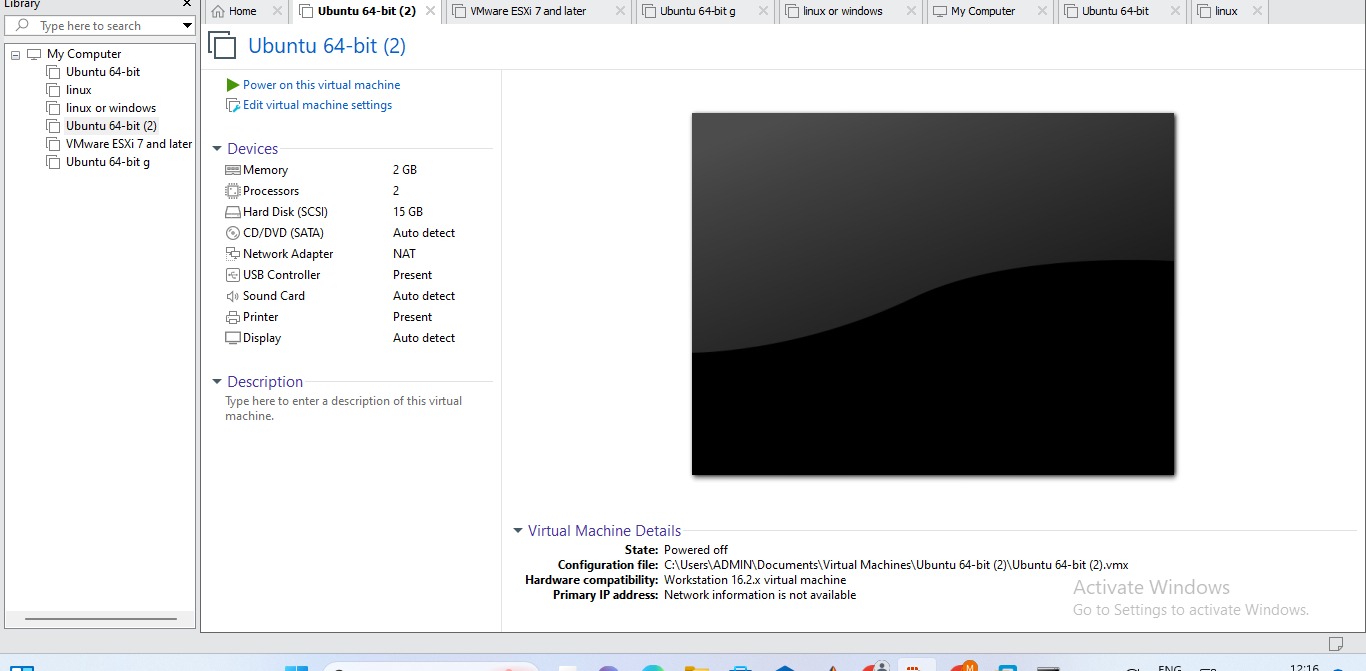 Library
Type here to search
My Computer
Ubuntu 64-bit
linux
linux or windows
Ubuntu 64-bit (2)
VMware ESXi 7 and later
Ubuntu 64-bit g
Home
Ubuntu 64-bit (2)
VMware ESXi 7 and later
Ubuntu 64-bit g
linux or windows
My Computer
Ubuntu 64-bit
linux
Ubuntu 64-bit (2)
Power on this virtual machine
Edit virtual machine settings
Devices
Memory 2 GB
Processors 2
Hard Disk (SCSI) 15 GB
CD/DVD (SATA) Auto detect
Network Adapter NAT
USB Controller Present
Sound Card Auto detect
Printer Present
Display Auto detect
Description
Type here to enter a description of this virtual
machine.
Virtual Machine Details
State: Powered off
Configuration file: C:\Users\ADMIN\Documents\Virtual Machines\Ubuntu 64-bit (2)\Ubuntu 64-bit (2).vmx
Hardware compatibility: Workstation 16.2.x virtual machine
Primary IP address: Network information is not available
Activate Windows
Go to Settings to activate Windows.
M
ENG
12:16